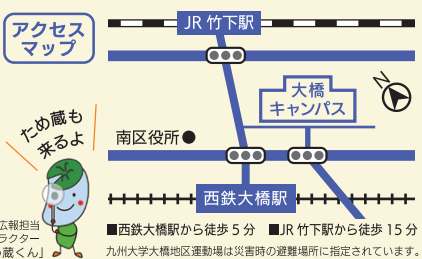 アクセス
マップ
JR 竹下駅
大橋
キャンパス
N
ため蔵も
来るよ
南区役所●
西鉄大橋駅
■西鉄大橋駅から徒歩 5 分 ■JR 竹下駅から徒歩 15 分
広報担当
ラクター
蔵くん」
九州大学大橋地区運動場は災害時の避難場所に指定されています。